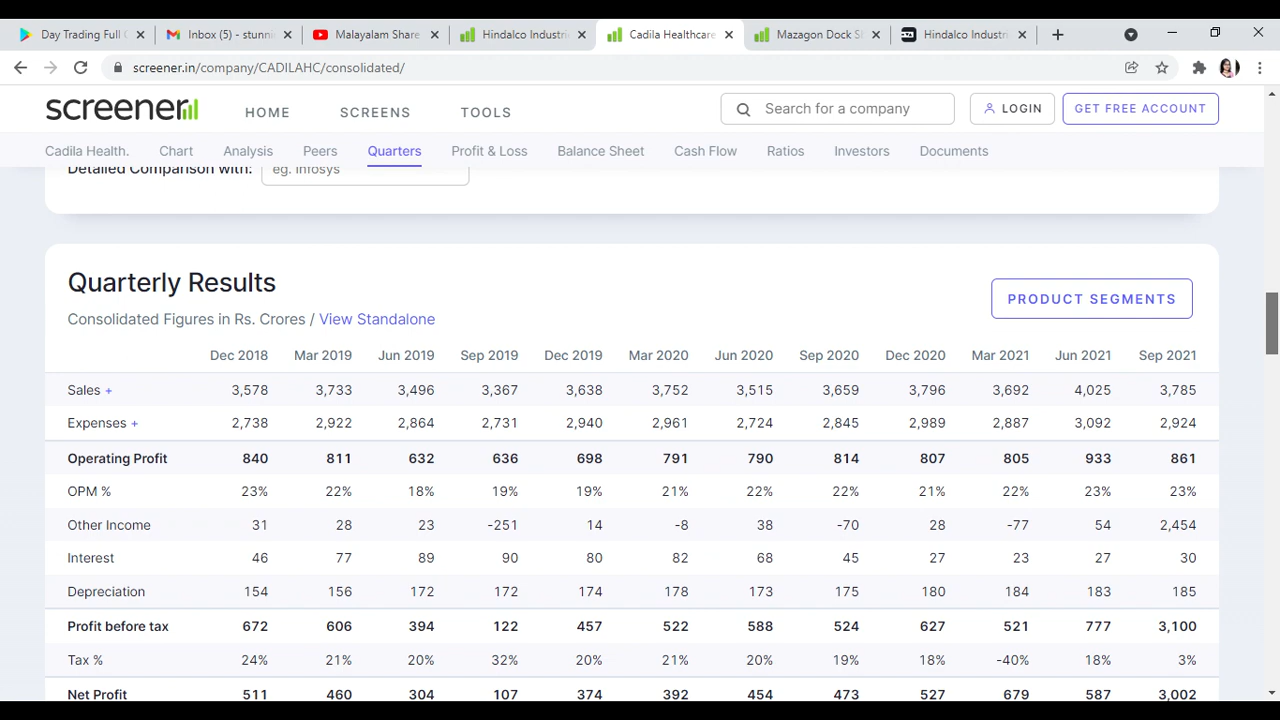 Day Trading Full C
Inbox (5) - stunni
Malayalam Share
Hindalco Industri
Cadila Healthcare
Mazagon Dock S
Hindalco Industri
screener.in/company/CADILAHC/consolidated/
screener
HOME SCREENS TOOLS
Search for a company
LOGIN
GET FREE ACCOUNT
Cadila Health. Chart Analysis Peers Quarters Profit & Loss Balance Sheet Cash Flow Ratios Investors Documents
Detailed Comparison with: eg. Infosys
Quarterly Results
PRODUCT SEGMENTS
Consolidated Figures in Rs. Crores / View Standalone
Dec 2018 Mar 2019 Jun 2019 Sep 2019 Dec 2019 Mar 2020 Jun 2020 Sep 2020 Dec 2020 Mar 2021 Jun 2021 Sep 2021
Sales + 3,578 3,733 3,496 3,367 3,638 3,752 3,515 3,659 3,796 3,692 4,025 3,785
Expenses + 2,738 2,922 2,864 2,731 2,940 2,961 2,724 2,845 2,989 2,887 3,092 2,924
Operating Profit 840 811 632 636 698 791 790 814 807 805 933 861
OPM % 23% 22% 18% 19% 19% 21% 22% 22% 21% 22% 23% 23%
Other Income 31 28 23 -251 14 -8 38 -70 28 -77 54 2,454
Interest 46 77 89 90 80 82 68 45 27 23 27 30
Depreciation 154 156 172 172 174 178 173 175 180 184 183 185
Profit before tax 672 606 394 122 457 522 588 524 627 521 777 3,100
Tax % 24% 21% 20% 32% 20% 21% 20% 19% 18% -40% 18% 3%
Net Profit 511 460 304 107 374 392 454 473 527 679 587 3,002